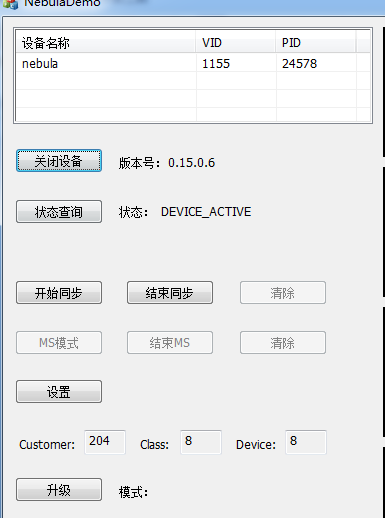 NebulaDemo
设备名称 VID PID
nebula 1155 24578
关闭设备 版本号：0.15.0.6
状态查询 状态： DEVICE_ACTIVE
开始同步 结束同步 清除
MS模式 结束MS 清除
设置
Customer: 204 Class: 8 Device: 8
升级 模式：